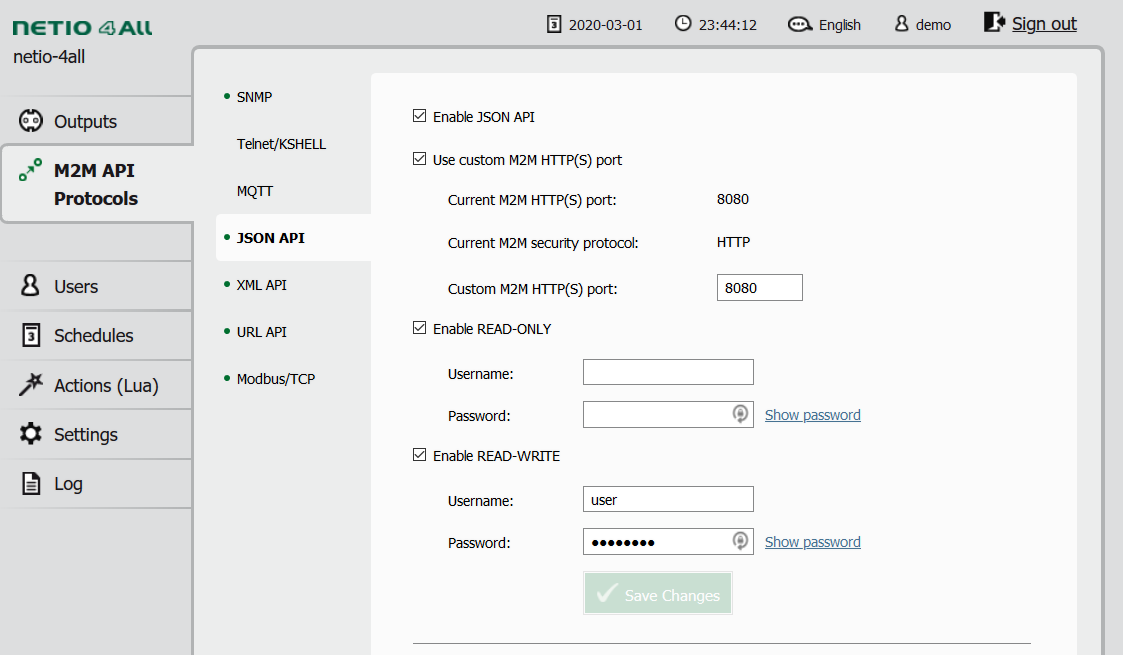 NETIO 4All
netio-4all
2020-03-01
23:44:12
English
demo
Sign out
Outputs
M2M API
Protocols
Users
Schedules
Actions (Lua)
Settings
Log
SNMP
Telnet/KSHELL
MQTT
JSON API
XML API
URL API
Modbus/TCP
Enable JSON API
Use custom M2M HTTP(S) port
Current M2M HTTP(S) port: 8080
Current M2M security protocol: HTTP
Custom M2M HTTP(S) port: 8080
Enable READ-ONLY
Username:
Password: Show password
Enable READ-WRITE
Username: user
Password: ●●●●●●●● Show password
Save Changes